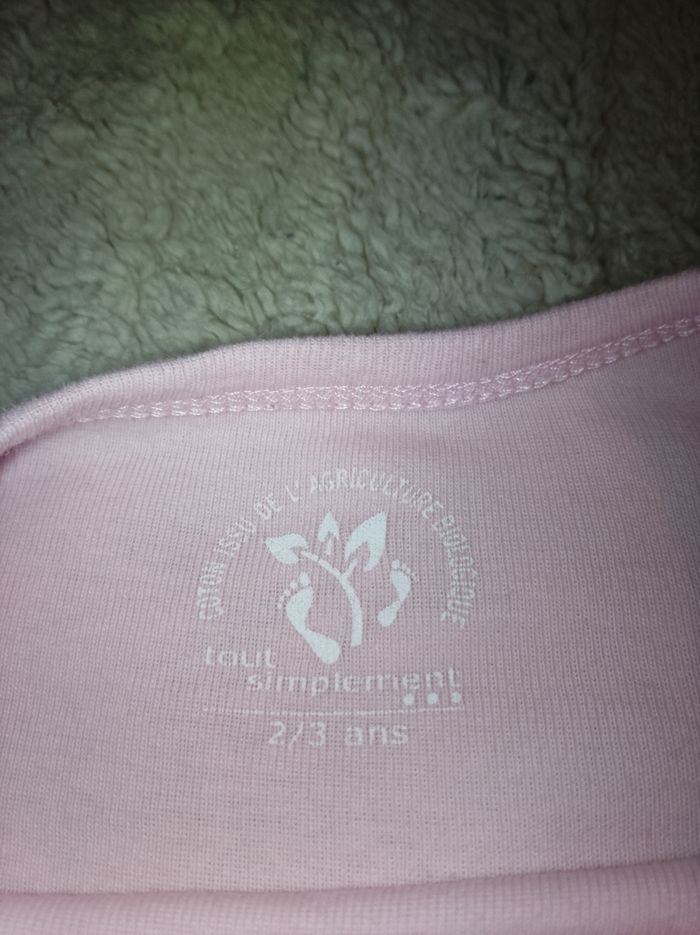 COTON ISSU DE L'AGRICULTURE BIOLOGIQUE
tout
simplement...
2/3 ans